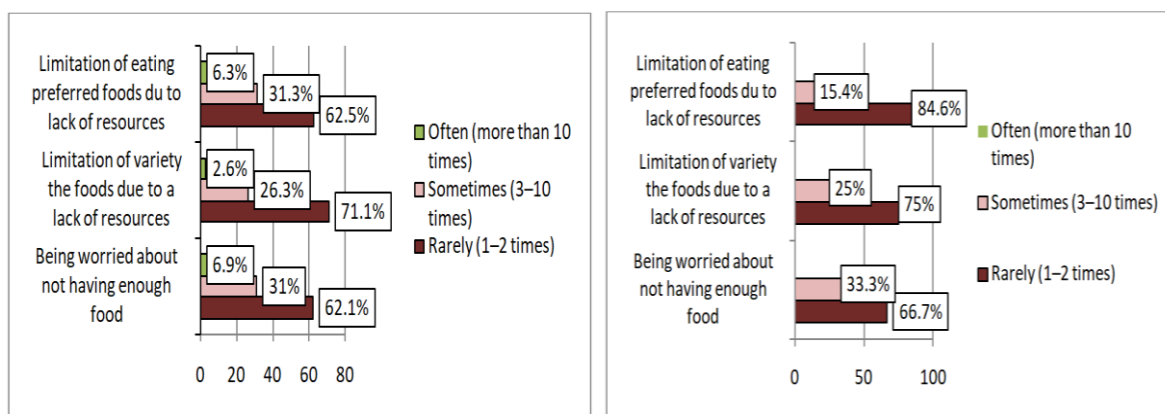 Limitation of eating
preferred foods du to
lack of resources
6.3%
31.3%
62.5%
Limitation of variety
the foods due to a
lack of resources
2.6%
26.3%
71.1%
Being worried about
not having enough
food
6.9%
31%
62.1%
0 20 40 60 80
Often (more than 10
times)
Sometimes (3–10
times)
Rarely (1–2 times)
Limitation of eating
preferred foods du to
lack of resources
15.4%
84.6%
Limitation of variety
the foods due to a
lack of resources
25%
75%
Being worried about
not having enough
food
33.3%
66.7%
0 50 100
Often (more than 10
times)
Sometimes (3–10 times)
Rarely (1–2 times)